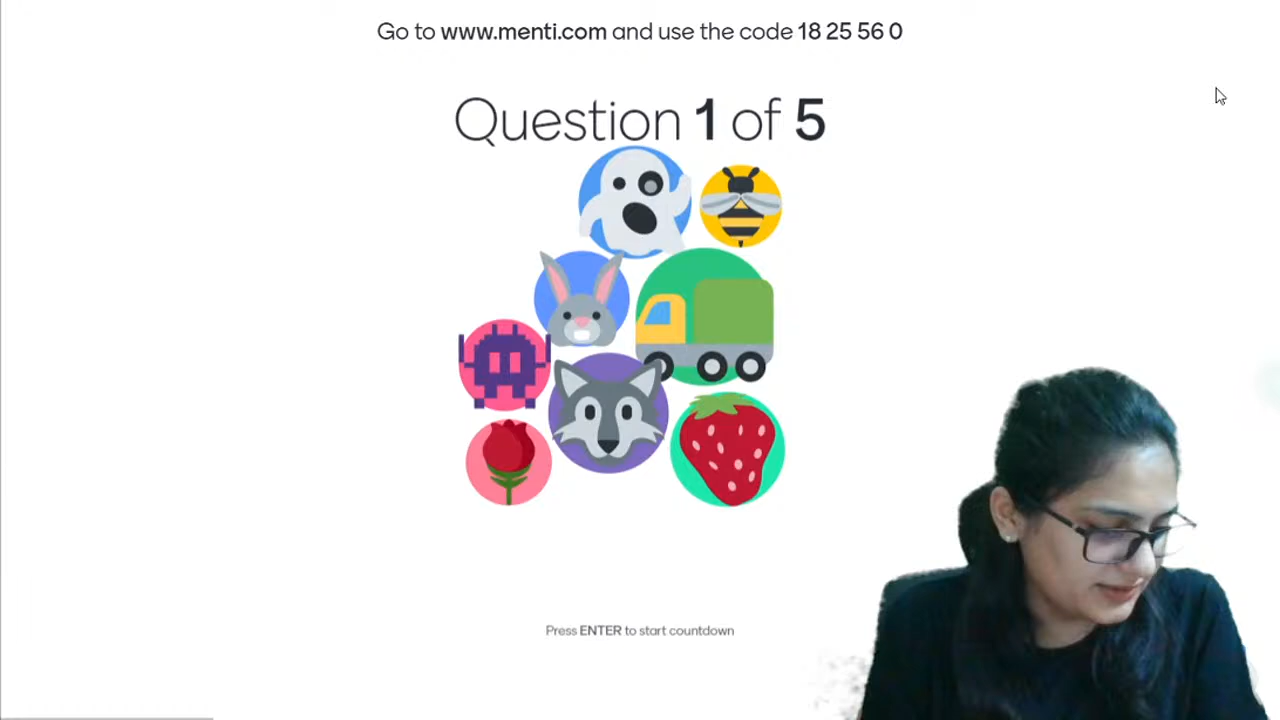 Go to www.menti.com and use the code 18 25 56 0
Question 1 of 5
Press ENTER to start countdown